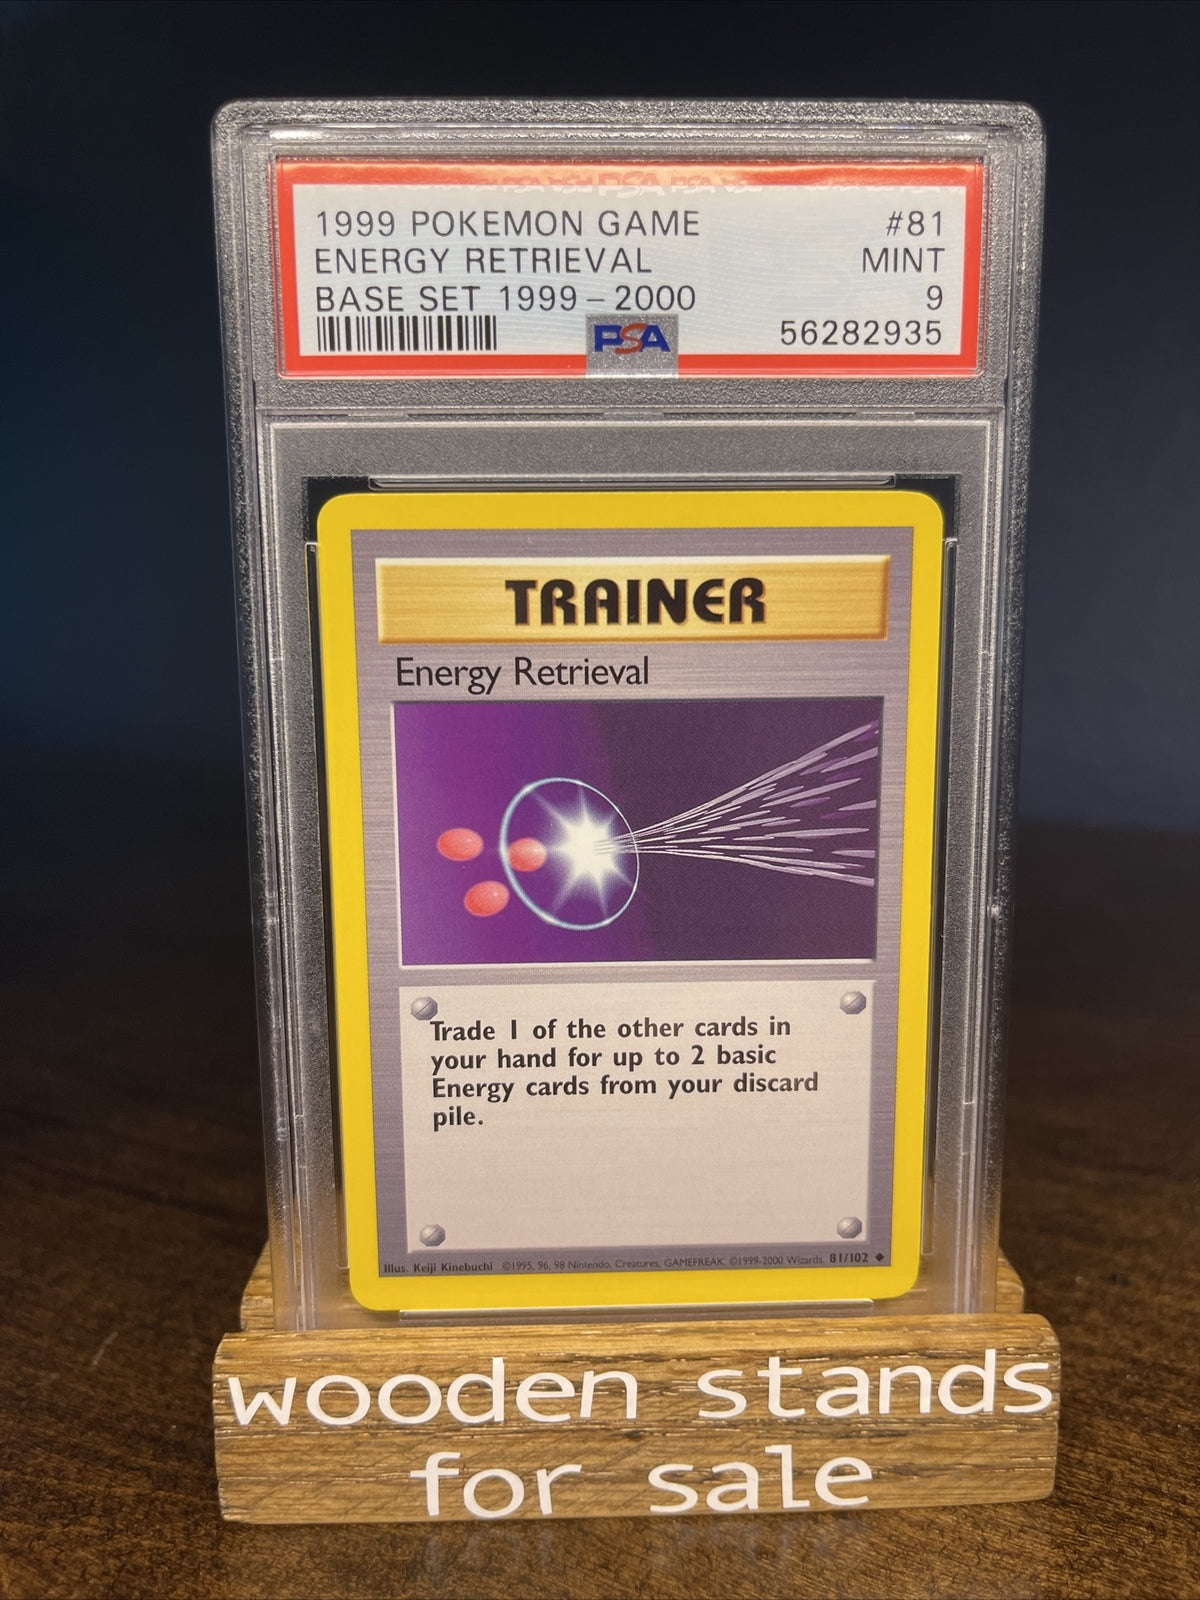 1999 POKEMON GAME #81
ENERGY RETRIEVAL MINT
BASE SET 1999 – 2000 9
PSA 56282935
TRAINER
Energy Retrieval
Trade 1 of the other cards in
your hand for up to 2 basic
Energy cards from your discard
pile.
Illus. Keiji Kinebuchi ©1995, 96, 98 Nintendo, Creatures, GAMEFREAK. ©1999-2000 Wizards. 81/102 ◆
wooden stands
for sale